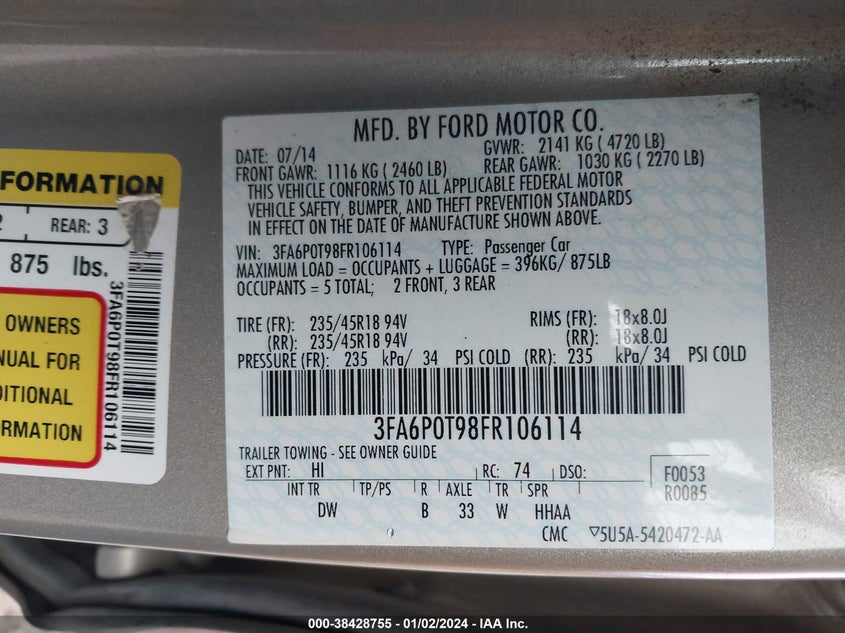 FORMATION
2
REAR: 3
875 lbs.
OWNERS
NUAL FOR
DITIONAL
ORMATION
3FA6P0T98FR106114
MFD. BY FORD MOTOR CO.
DATE: 07/14 GVWR: 2141 KG ( 4720 LB)
FRONT GAWR: 1116 KG ( 2460 LB) REAR GAWR: 1030 KG ( 2270 LB)
THIS VEHICLE CONFORMS TO ALL APPLICABLE FEDERAL MOTOR
VEHICLE SAFETY, BUMPER, AND THEFT PREVENTION STANDARDS
IN EFFECT ON THE DATE OF MANUFACTURE SHOWN ABOVE.
VIN: 3FA6P0T98FR106114 TYPE: Passenger Car
MAXIMUM LOAD = OCCUPANTS + LUGGAGE = 396KG/ 875LB
OCCUPANTS = 5 TOTAL; 2 FRONT, 3 REAR
TIRE (FR): 235/45R18 94V RIMS (FR): 18x8.0J
(RR): 235/45R18 94V (RR): 18x8.0J
PRESSURE (FR): 235 kPa/ 34 PSI COLD (RR): 235 kPa/ 34 PSI COLD
3FA6P0T98FR106114
TRAILER TOWING - SEE OWNER GUIDE
EXT PNT: HI RC: 74 DSO: F0053
R0085
INT TR TP/PS R AXLE TR SPR
DW B 33 W HHAA
CMC ▽5U5A-5420472-AA
000-38428755 - 01/02/2024 - IAA Inc.